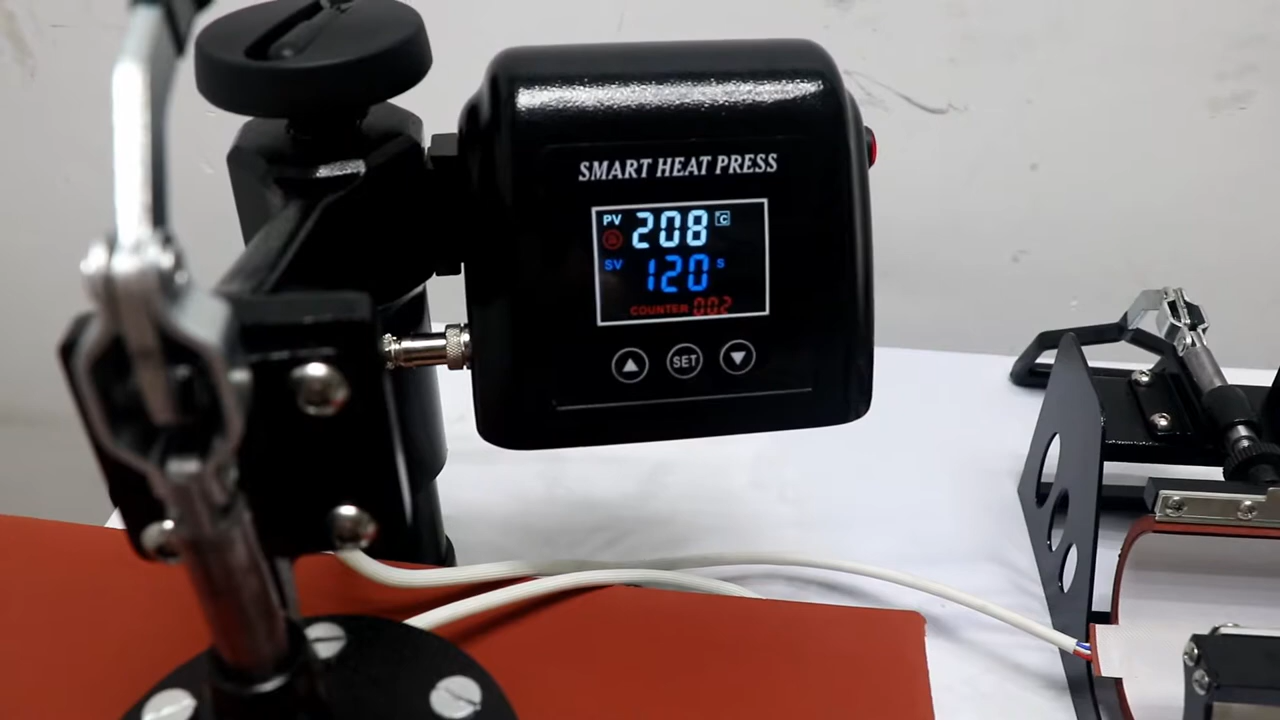 SMART HEAT PRESS
PV 208 °C
SV 120 S
COUNTER 002
SET